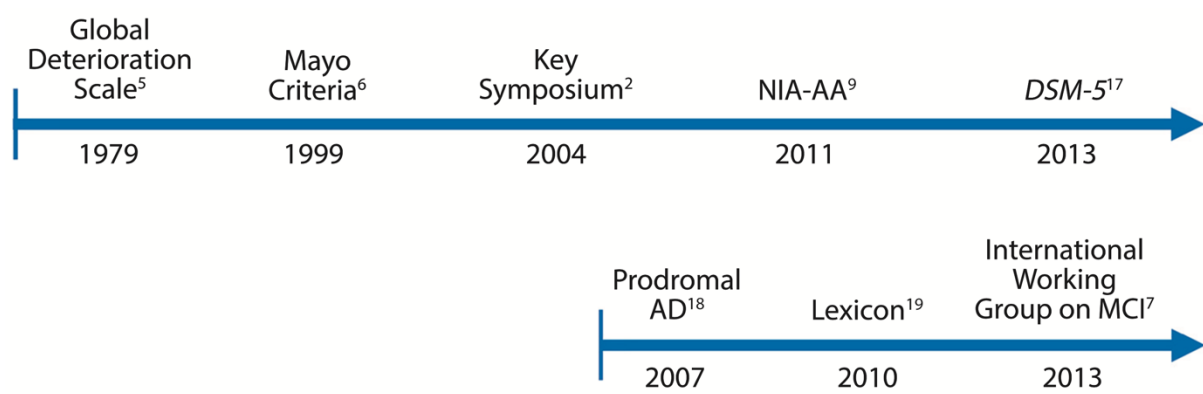 Global
Deterioration
Scale5
Mayo
Criteria6
Key
Symposium2
NIA-AA9
DSM-517
1979
1999
2004
2011
2013
Prodromal
AD18
Lexicon19
International
Working
Group on MCI7
2007
2010
2013